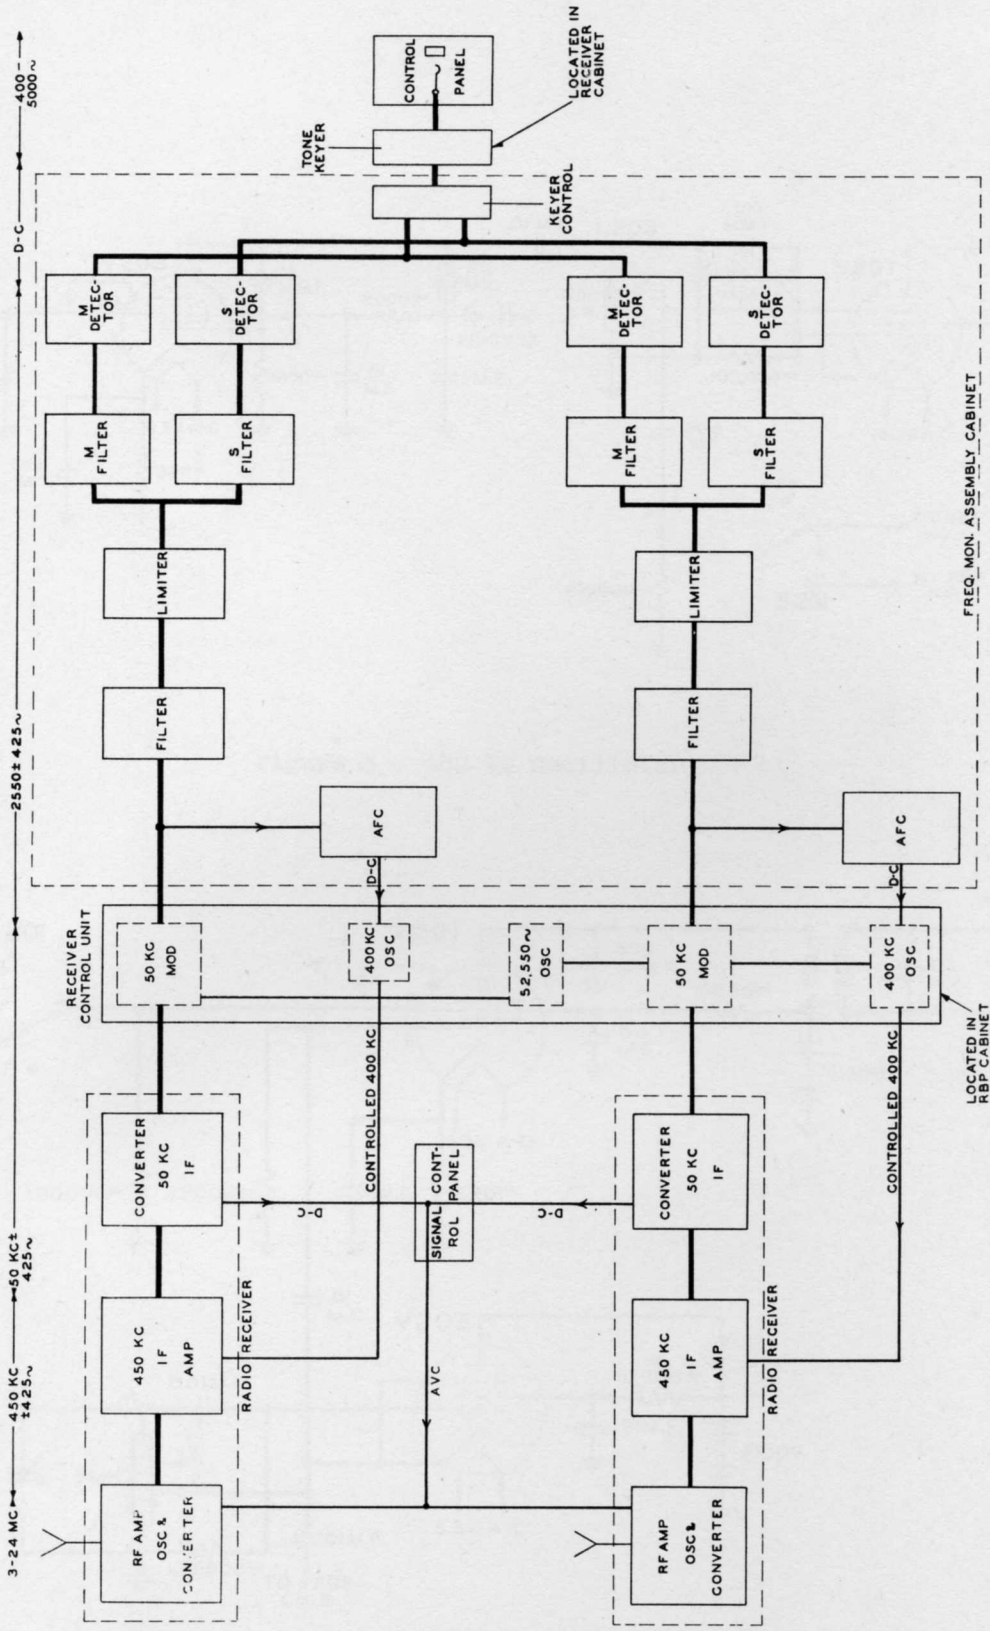 3-24 MC
450 KC
±425~
50 KC±
425~
2550±425~
D-C
400-
5000~
RF AMP
OSC &
CONVERTER
450 KC
IF
AMP
CONVERTER
50 KC
IF
RADIO RECEIVER
RECEIVER
CONTROL UNIT
50 KC
MOD
400 KC
OSC
52,550~
OSC
50 KC
MOD
400 KC
OSC
CONTROLLED 400 KC
D-C
AFC
FILTER
LIMITER
M
FILTER
S
FILTER
M
DETEC-
TOR
S
DETEC-
TOR
TONE
KEYER
KEYER
CONTROL
CONTROL
PANEL
LOCATED IN
RECEIVER
CABINET
D-C
SIGNAL CONT-
ROL PANEL
D-C
AVC
RF AMP
OSC &
CONVERTER
450 KC
IF
AMP
CONVERTER
50 KC
IF
RADIO RECEIVER
CONTROLLED 400 KC
LOCATED IN
RBP CABINET
D-C
AFC
FILTER
LIMITER
M
FILTER
S
FILTER
M
DETEC-
TOR
S
DETEC-
TOR
FREQ. MON. ASSEMBLY CABINET